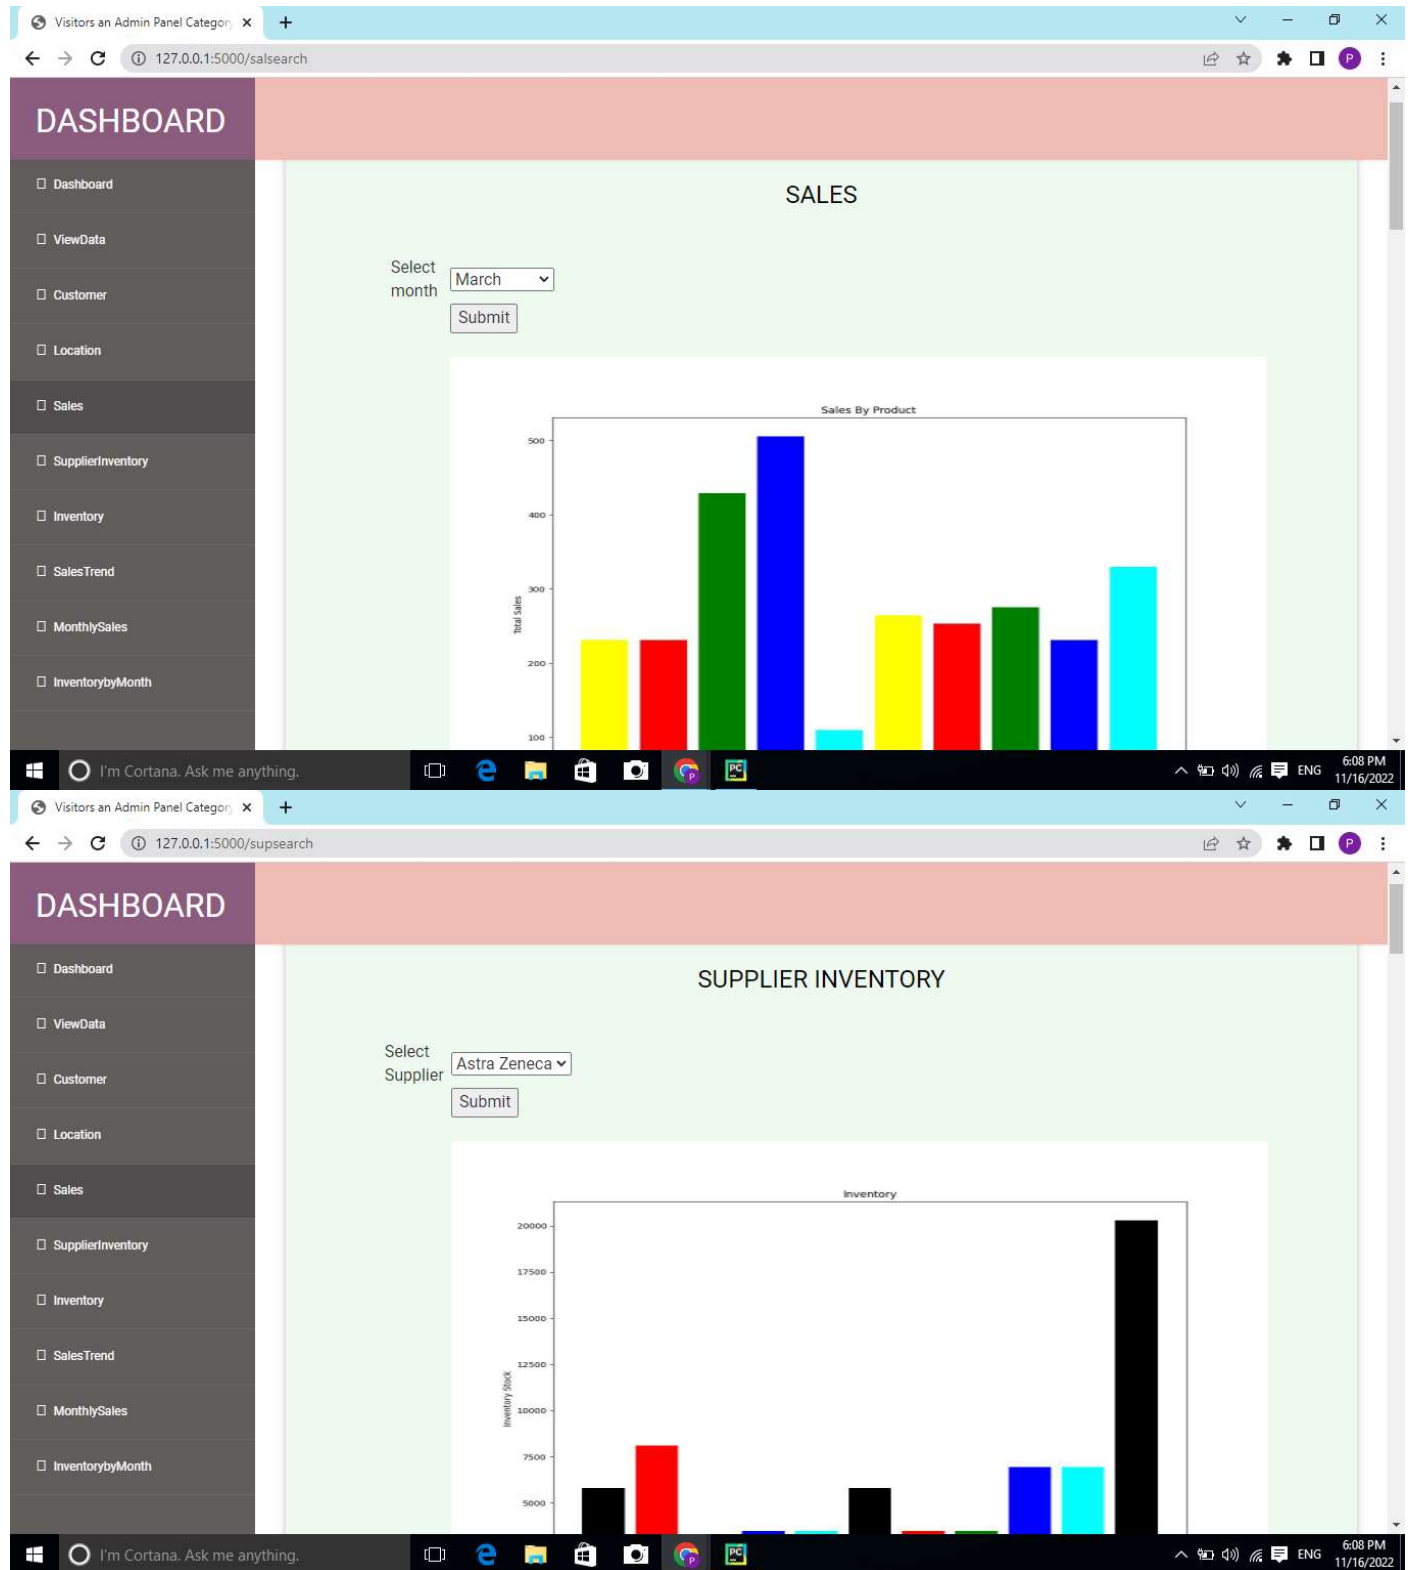 Visitors an Admin Panel Category
127.0.0.1:5000/salsearch
P
DASHBOARD
Dashboard
SALES
ViewData
Select
month
March
Customer
Submit
Location
Sales By Product
Sales
500
SupplierInventory
400
Inventory
300
SalesTrend
Total Sales
MonthlySales
200
InventorybyMonth
100
I'm Cortana. Ask me anything.
PC
ENG
6:08 PM
11/16/2022
Visitors an Admin Panel Category
127.0.0.1:5000/supsearch
P
DASHBOARD
Dashboard
SUPPLIER INVENTORY
ViewData
Select
Supplier
Astra Zeneca
Customer
Submit
Location
Inventory
Sales
20000
SupplierInventory
17500
Inventory
15000
SalesTrend
12500
Inventory Stock
MonthlySales
10000
InventorybyMonth
7500
5000
I'm Cortana. Ask me anything.
PC
ENG
6:08 PM
11/16/2022